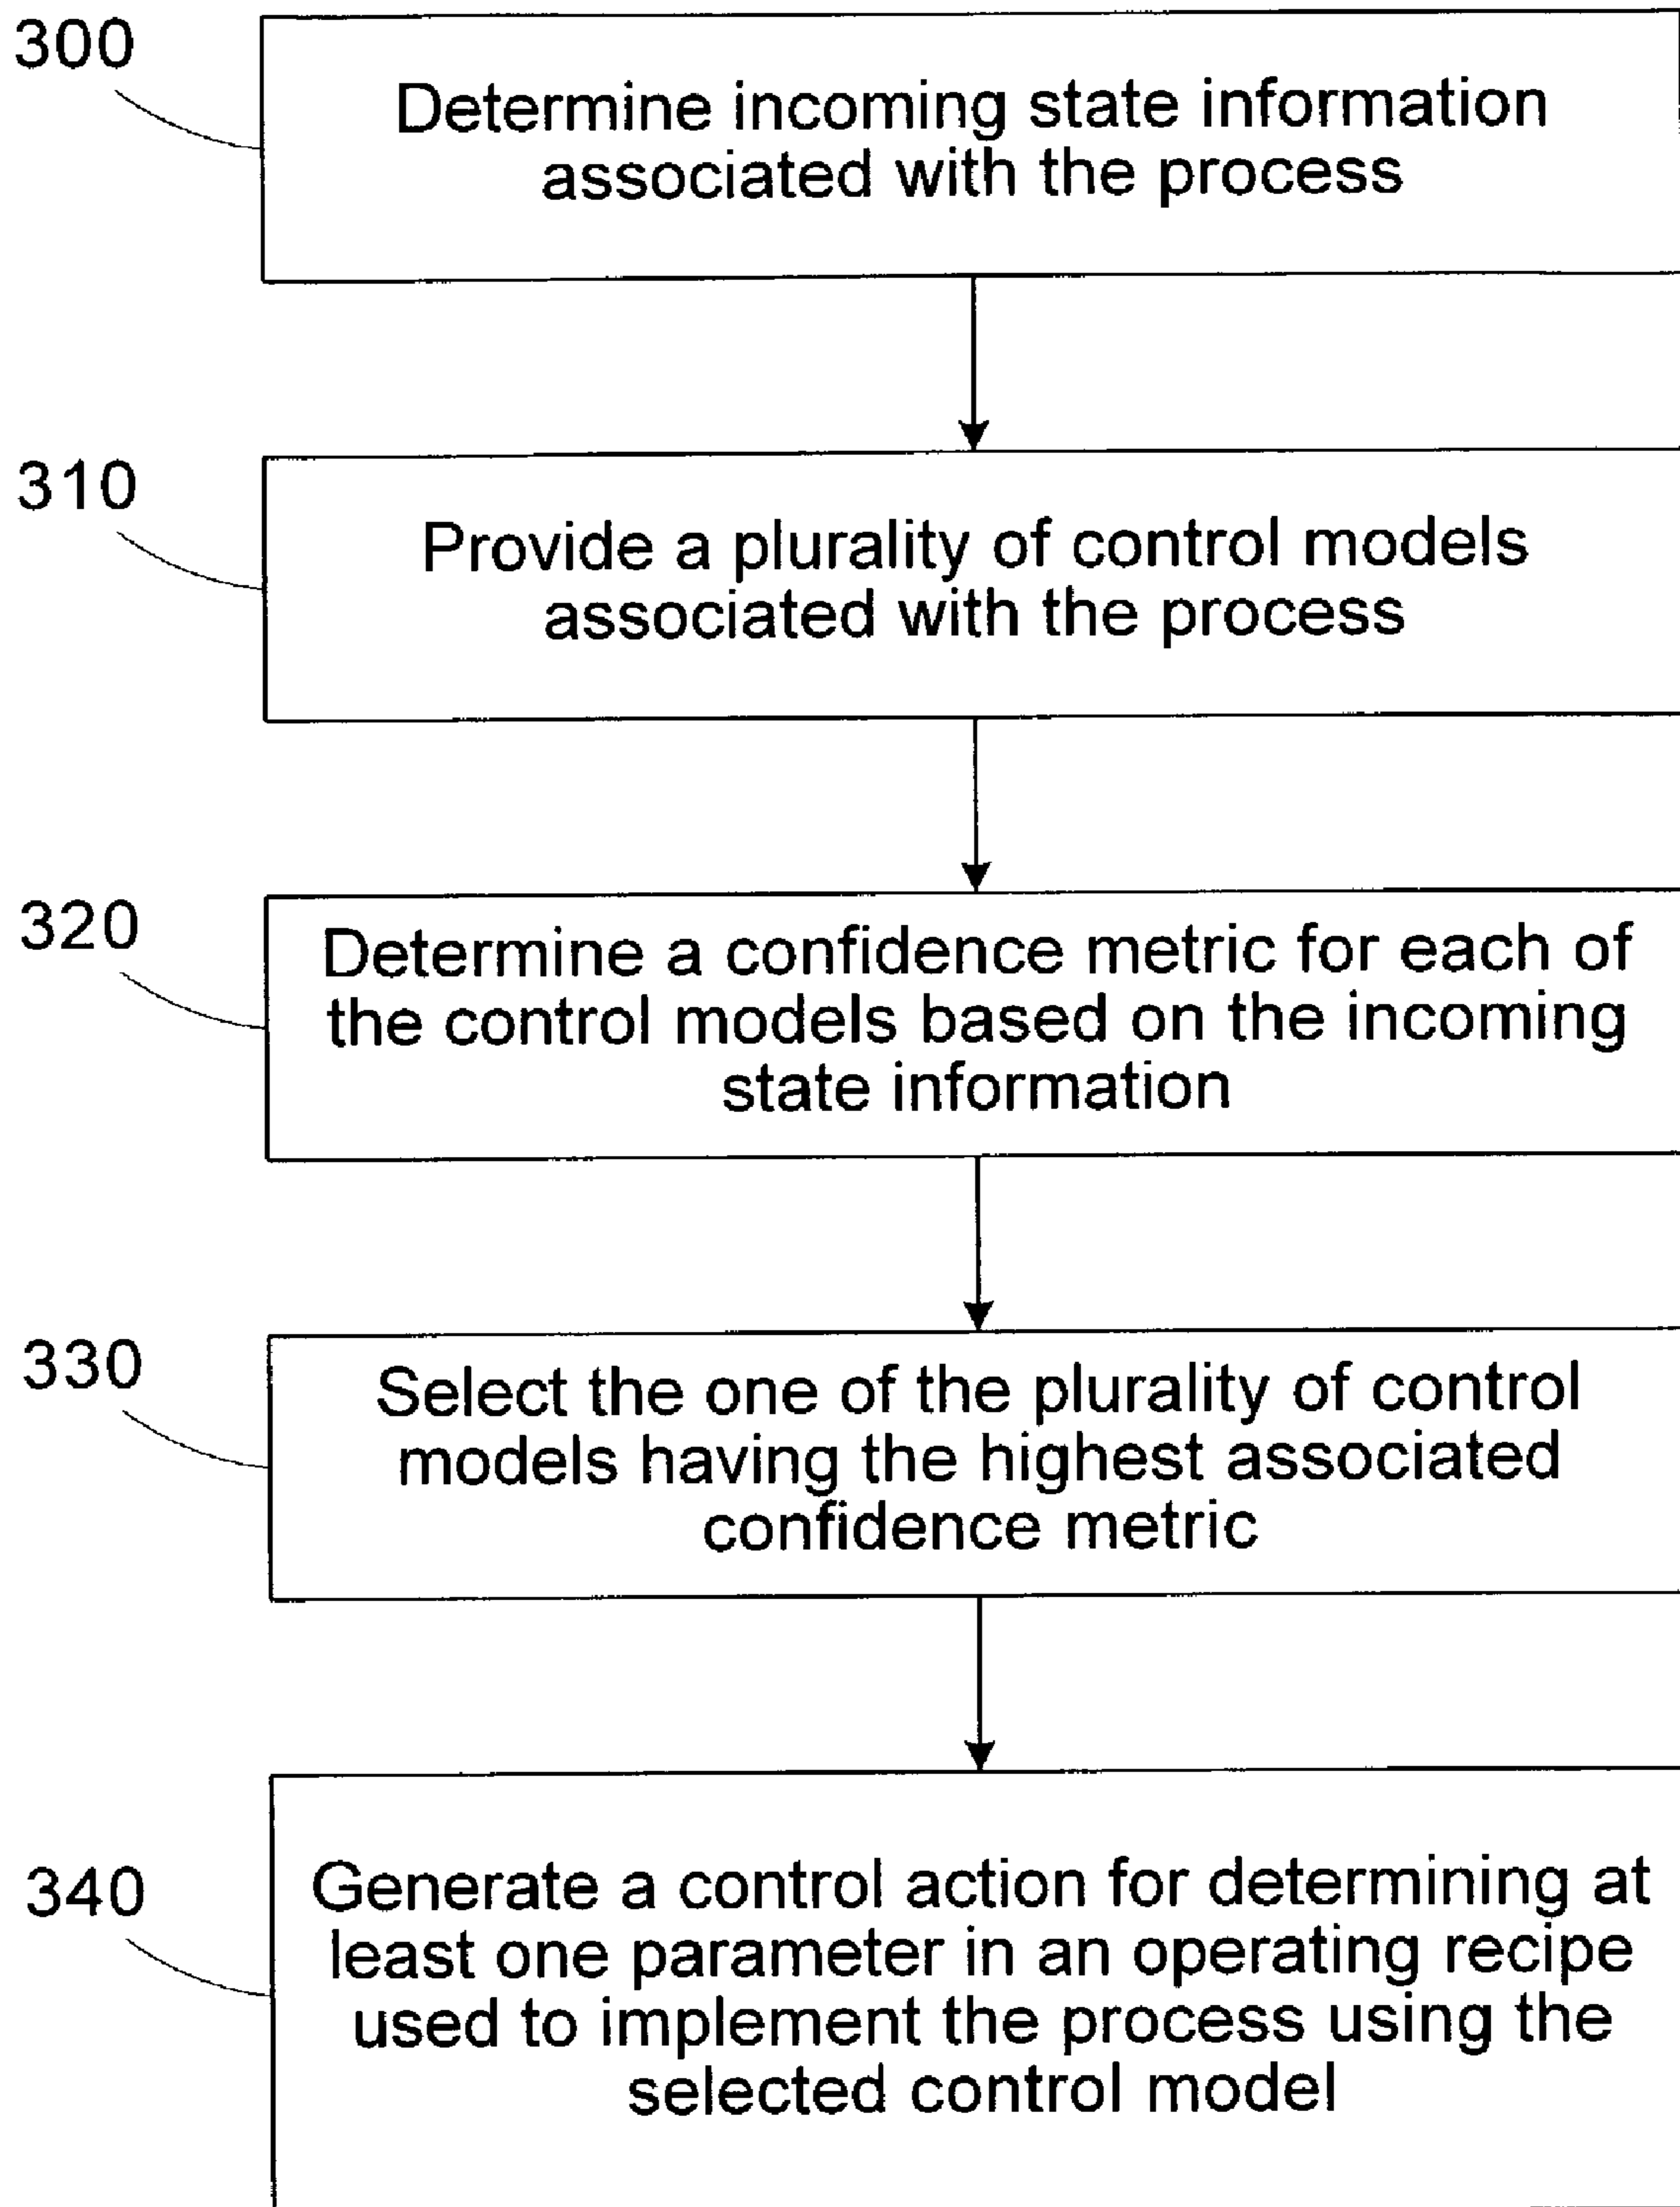 300
Determine incoming state information
associated with the process
310
Provide a plurality of control models
associated with the process
320
Determine a confidence metric for each of
the control models based on the incoming
state information
330
Select the one of the plurality of control
models having the highest associated
confidence metric
340
Generate a control action for determining at
least one parameter in an operating recipe
used to implement the process using the
selected control model